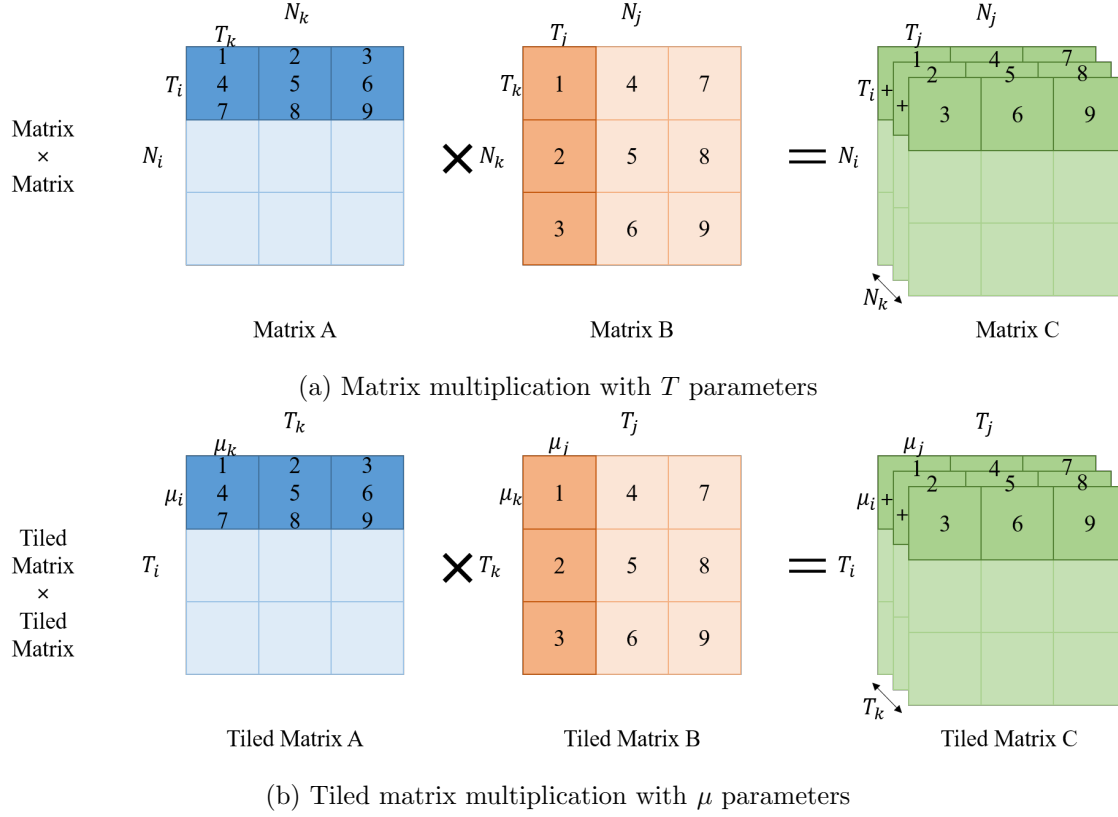 N_k
N_j
N_j
T_k
T_j
T_j
Matrix
×
Matrix
T_i
N_i
1 2 3
4 5 6
7 8 9
Matrix A
×
T_k
N_k
1 4 7
2 5 8
3 6 9
Matrix B
=
T_i
N_i
1 4 7
+ 2 5 8
+ 3 6 9
N_k
Matrix C
(a) Matrix multiplication with T parameters
T_k
T_j
T_j
μ_k
μ_j
μ_j
Tiled
Matrix
×
Tiled
Matrix
μ_i
T_i
1 2 3
4 5 6
7 8 9
Tiled Matrix A
×
μ_k
T_k
1 4 7
2 5 8
3 6 9
Tiled Matrix B
=
μ_i
T_i
1 4 7
+ 2 5 8
+ 3 6 9
T_k
Tiled Matrix C
(b) Tiled matrix multiplication with μ parameters